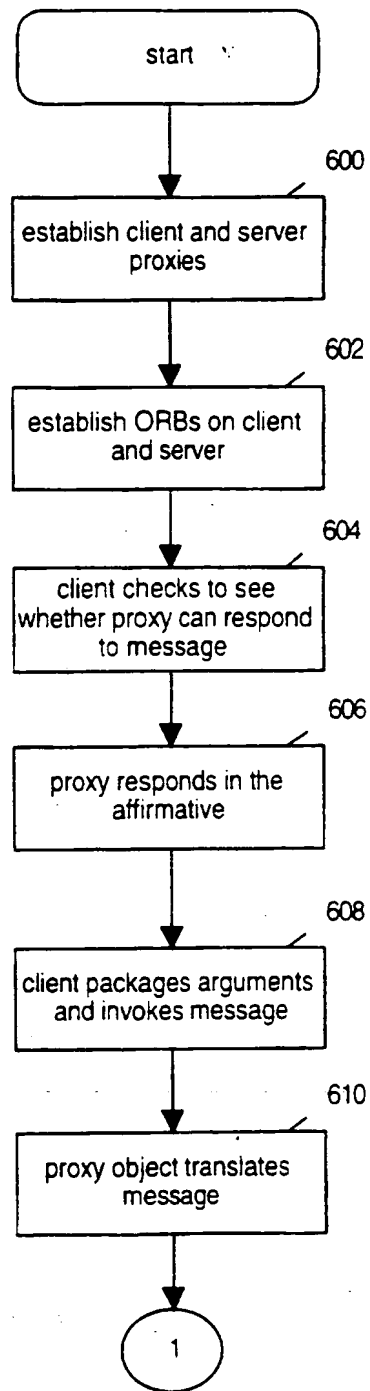 start
600
establish client and server
proxies
602
establish ORBs on client
and server
604
client checks to see
whether proxy can respond
to message
606
proxy responds in the
affirmative
608
client packages arguments
and invokes message
610
proxy object translates
message
1